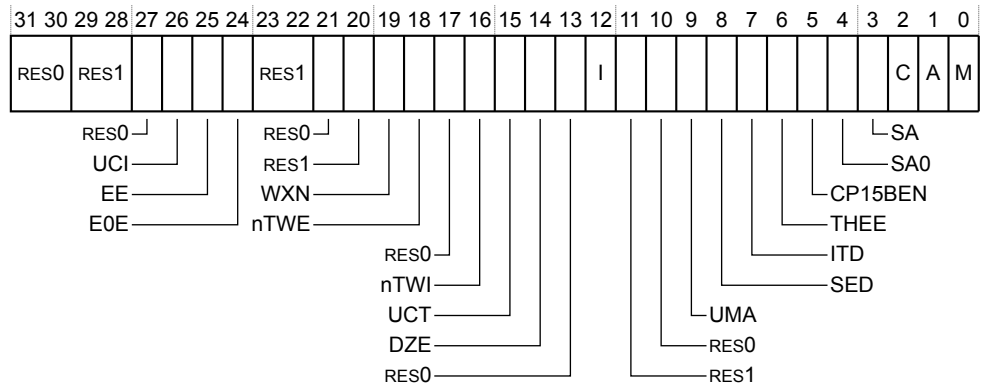 31 30 29 28 27 26 25 24 23 22 21 20 19 18 17 16 15 14 13 12 11 10 9 8 7 6 5 4 3 2 1 0
RES0 RES1 RES1 I C A M
RES0 RES0 SA
UCI RES1 SA0
EE WXN CP15BEN
E0E nTWE THEE
RES0 ITD
nTWI SED
UCT UMA
DZE RES0
RES0 RES1